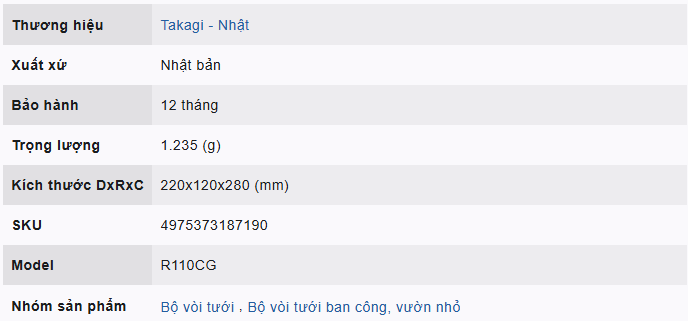 Thương hiệu Takagi - Nhật
Xuất xứ Nhật bản
Bảo hành 12 tháng
Trọng lượng 1.235 (g)
Kích thước DxRxC 220x120x280 (mm)
SKU 4975373187190
Model R110CG
Nhóm sản phẩm Bộ vòi tưới , Bộ vòi tưới ban công, vườn nhỏ